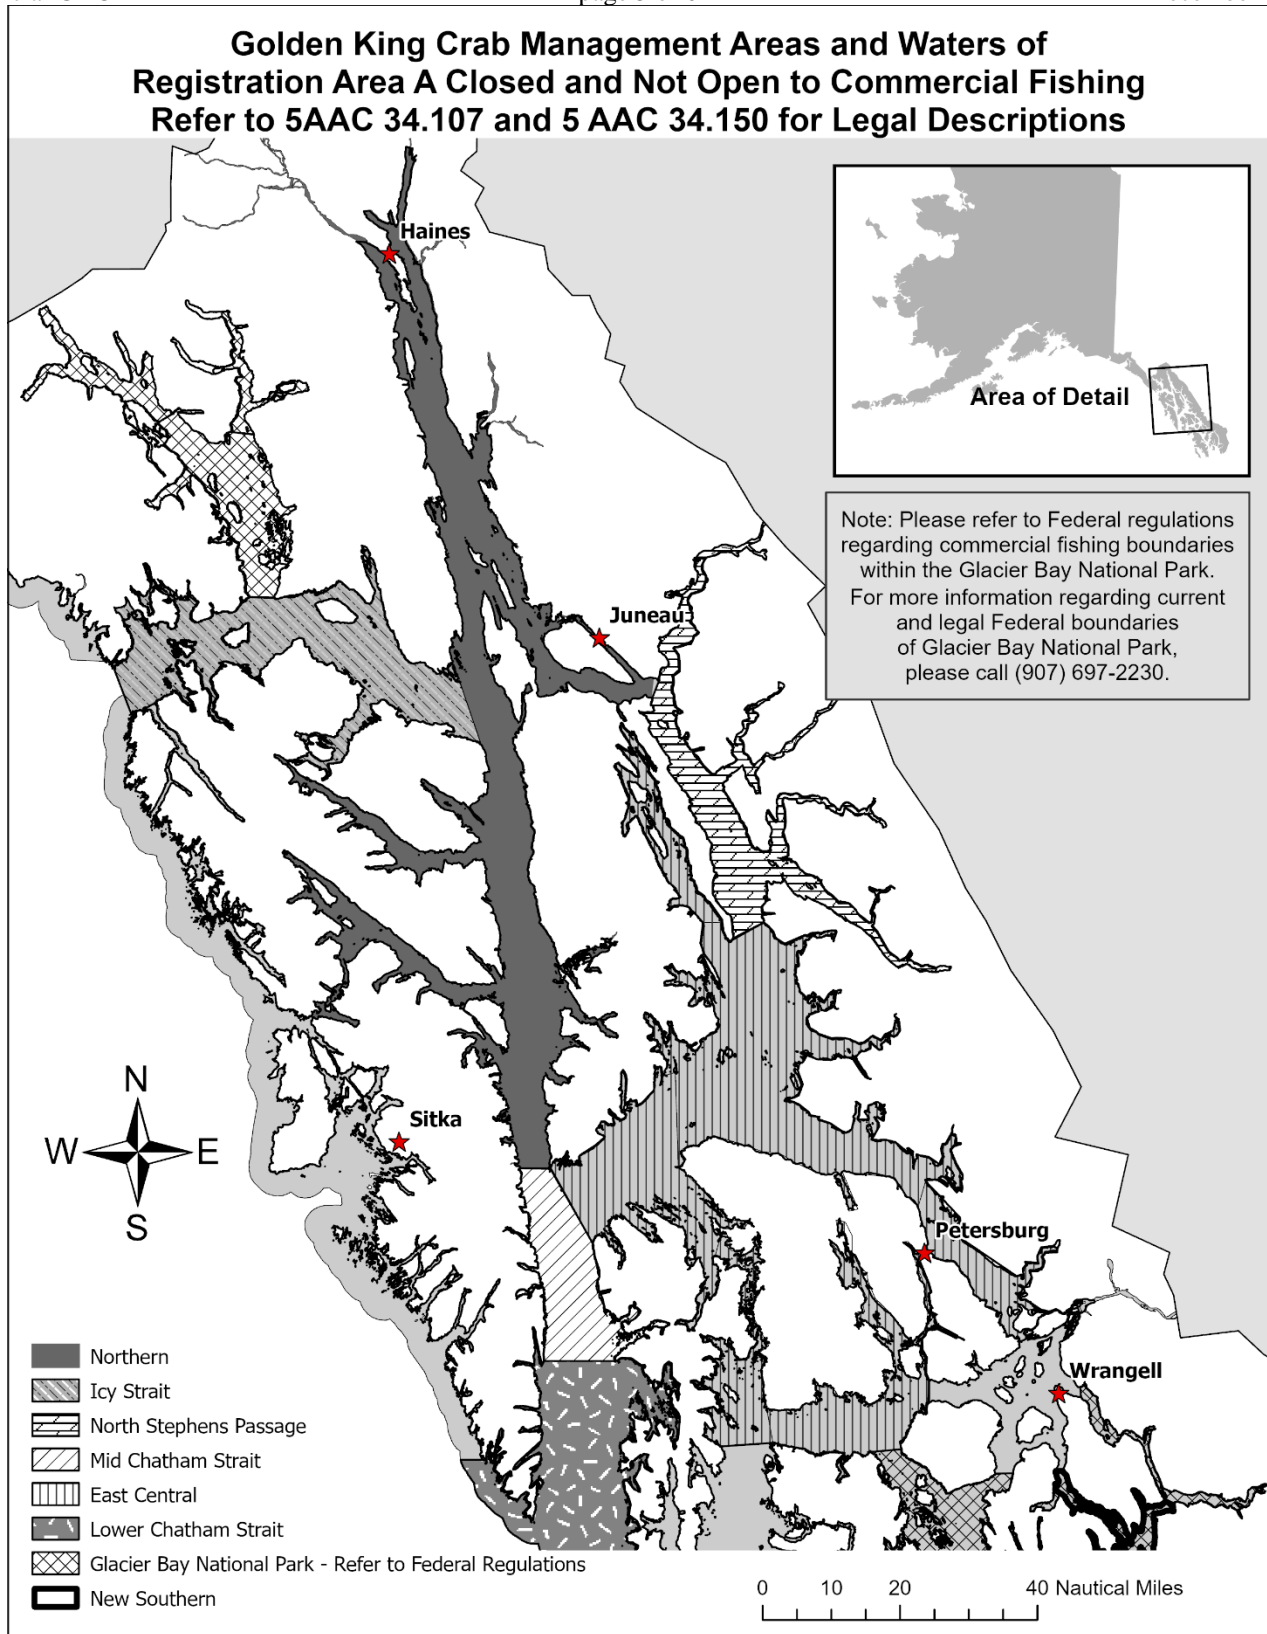 Golden King Crab Management Areas and Waters of
Registration Area A Closed and Not Open to Commercial Fishing
Refer to 5AAC 34.107 and 5 AAC 34.150 for Legal Descriptions
Haines
Area of Detail
Note: Please refer to Federal regulations
regarding commercial fishing boundaries
within the Glacier Bay National Park.
For more information regarding current
and legal Federal boundaries
of Glacier Bay National Park,
please call (907) 697-2230.
Juneau
N
W E
S
Sitka
Petersburg
Wrangell
Northern
Icy Strait
North Stephens Passage
Mid Chatham Strait
East Central
Lower Chatham Strait
Glacier Bay National Park - Refer to Federal Regulations
New Southern
0 10 20 40 Nautical Miles